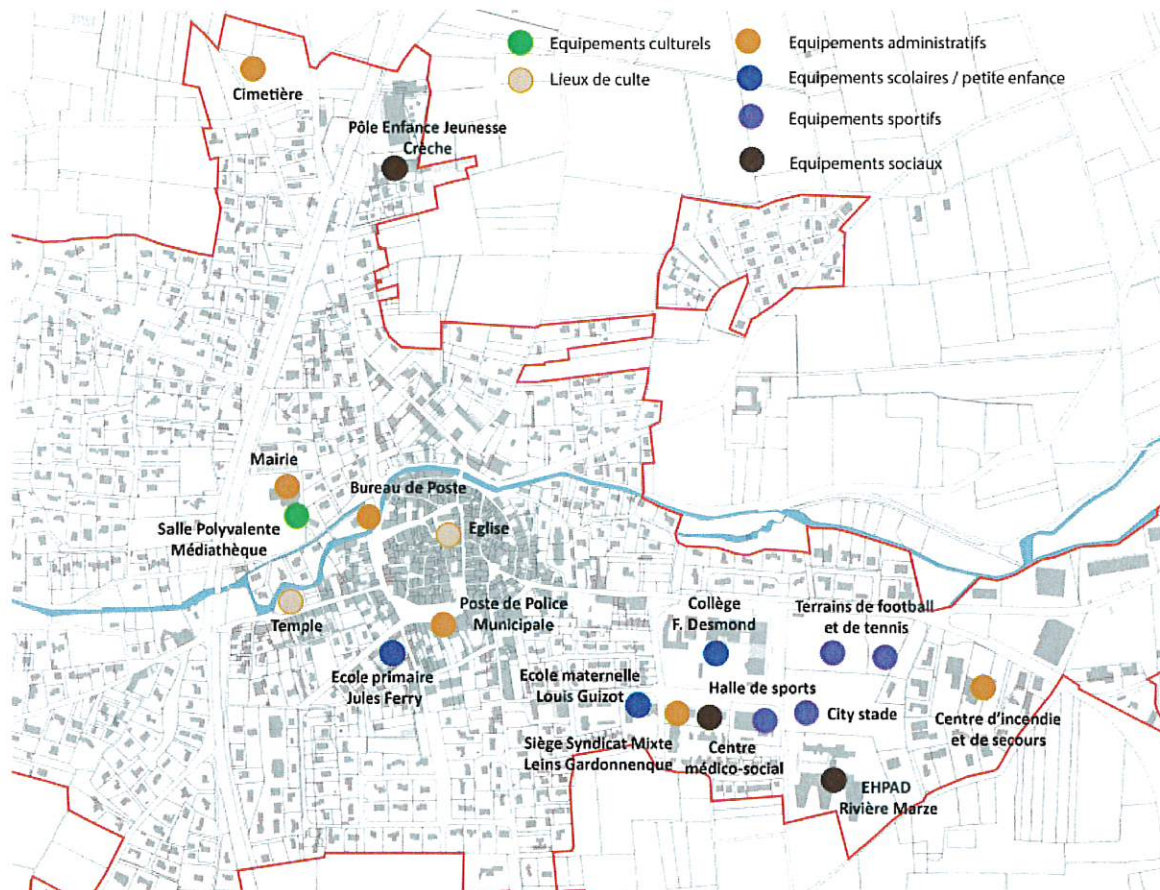 Equipements culturels
Lieux de culte
Equipements administratifs
Equipements scolaires / petite enfance
Equipements sportifs
Equipements sociaux
Cimetière
Pôle Enfance Jeunesse
Crèche
Mairie
Bureau de Poste
Salle Polyvalente
Médiathèque
Eglise
Temple
Poste de Police
Municipale
Ecole primaire
Jules Ferry
Collège
F. Desmond
Terrains de football
et de tennis
Ecole maternelle
Louis Guizot
Halle de sports
City stade
Siège Syndicat Mixte
Leins Gardonnenque
Centre
médico-social
Centre d'incendie
et de secours
EHPAD
Rivière Marze